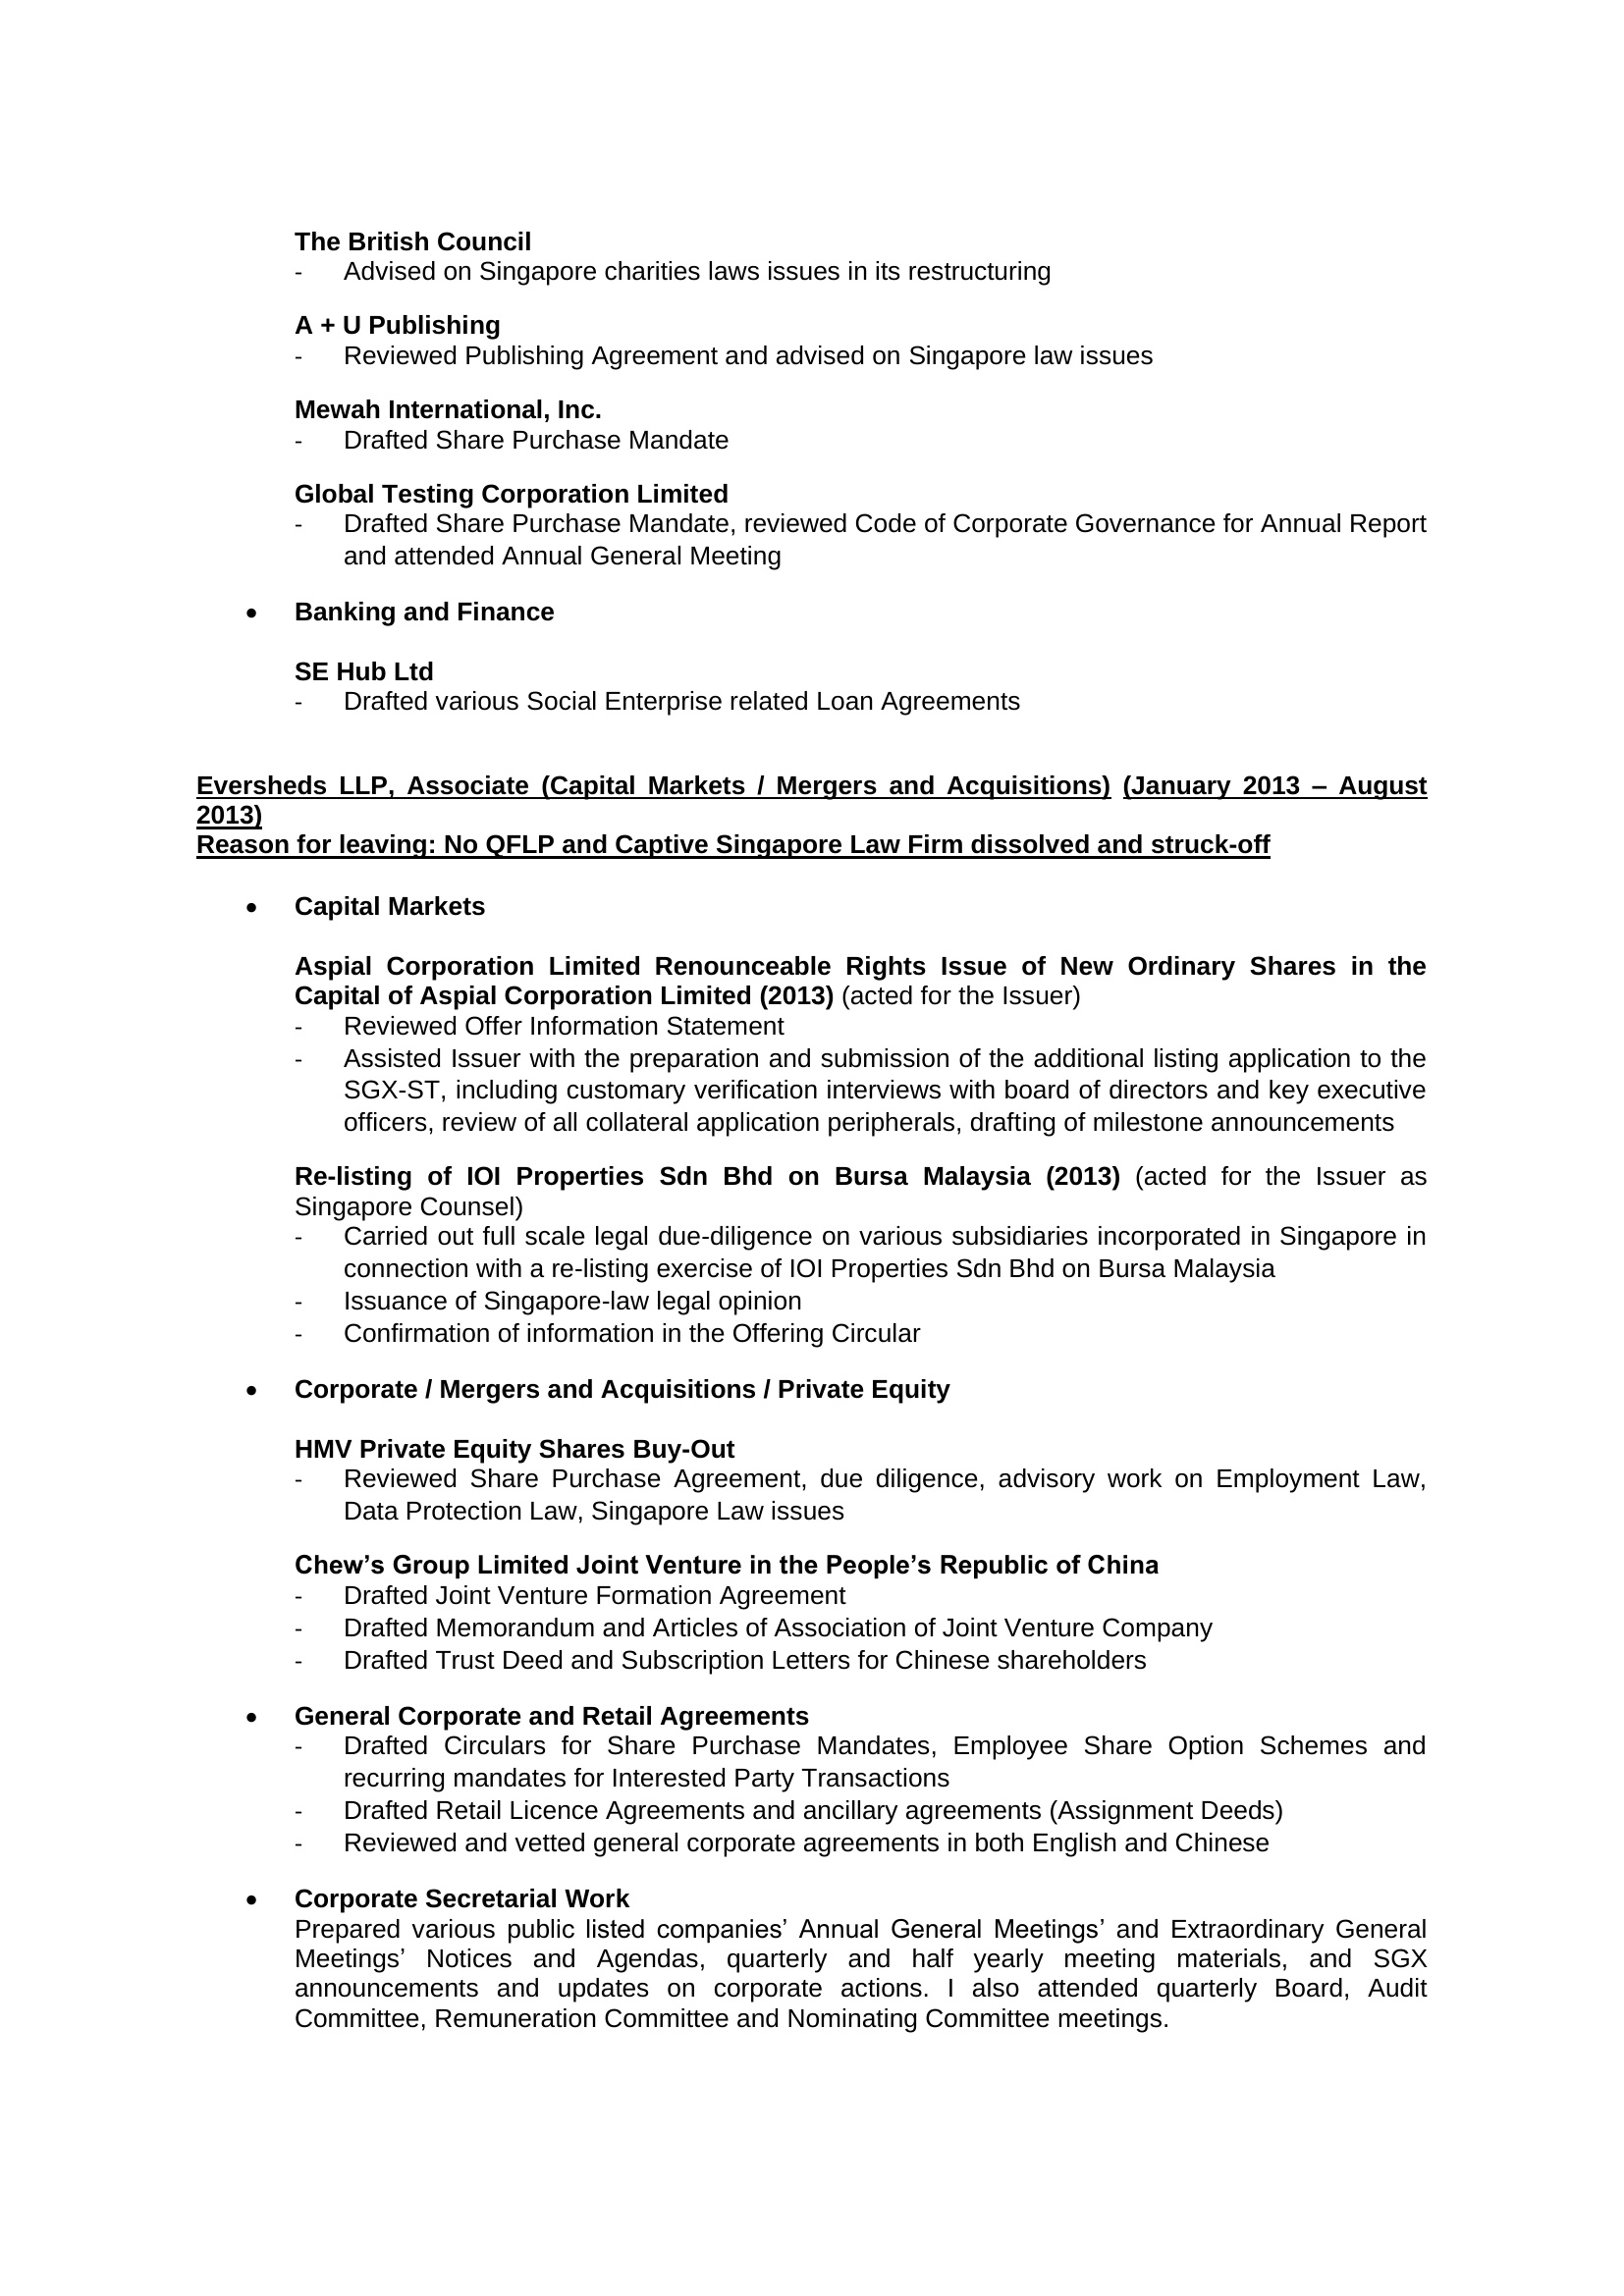 The British Council
- Advised on Singapore charities laws issues in its restructuring
A + U Publishing
- Reviewed Publishing Agreement and advised on Singapore law issues
Mewah International, Inc.
- Drafted Share Purchase Mandate
Global Testing Corporation Limited
- Drafted Share Purchase Mandate, reviewed Code of Corporate Governance for Annual Report
and attended Annual General Meeting
• Banking and Finance
SE Hub Ltd
- Drafted various Social Enterprise related Loan Agreements
Eversheds LLP, Associate (Capital Markets / Mergers and Acquisitions) (January 2013 – August
2013)
Reason for leaving: No QFLP and Captive Singapore Law Firm dissolved and struck-off
• Capital Markets
Aspial Corporation Limited Renounceable Rights Issue of New Ordinary Shares in the
Capital of Aspial Corporation Limited (2013) (acted for the Issuer)
- Reviewed Offer Information Statement
- Assisted Issuer with the preparation and submission of the additional listing application to the
SGX-ST, including customary verification interviews with board of directors and key executive
officers, review of all collateral application peripherals, drafting of milestone announcements
Re-listing of IOI Properties Sdn Bhd on Bursa Malaysia (2013) (acted for the Issuer as
Singapore Counsel)
- Carried out full scale legal due-diligence on various subsidiaries incorporated in Singapore in
connection with a re-listing exercise of IOI Properties Sdn Bhd on Bursa Malaysia
- Issuance of Singapore-law legal opinion
- Confirmation of information in the Offering Circular
• Corporate / Mergers and Acquisitions / Private Equity
HMV Private Equity Shares Buy-Out
- Reviewed Share Purchase Agreement, due diligence, advisory work on Employment Law,
Data Protection Law, Singapore Law issues
Chew’s Group Limited Joint Venture in the People’s Republic of China
- Drafted Joint Venture Formation Agreement
- Drafted Memorandum and Articles of Association of Joint Venture Company
- Drafted Trust Deed and Subscription Letters for Chinese shareholders
• General Corporate and Retail Agreements
- Drafted Circulars for Share Purchase Mandates, Employee Share Option Schemes and
recurring mandates for Interested Party Transactions
- Drafted Retail Licence Agreements and ancillary agreements (Assignment Deeds)
- Reviewed and vetted general corporate agreements in both English and Chinese
• Corporate Secretarial Work
Prepared various public listed companies’ Annual General Meetings’ and Extraordinary General
Meetings’ Notices and Agendas, quarterly and half yearly meeting materials, and SGX
announcements and updates on corporate actions. I also attended quarterly Board, Audit
Committee, Remuneration Committee and Nominating Committee meetings.